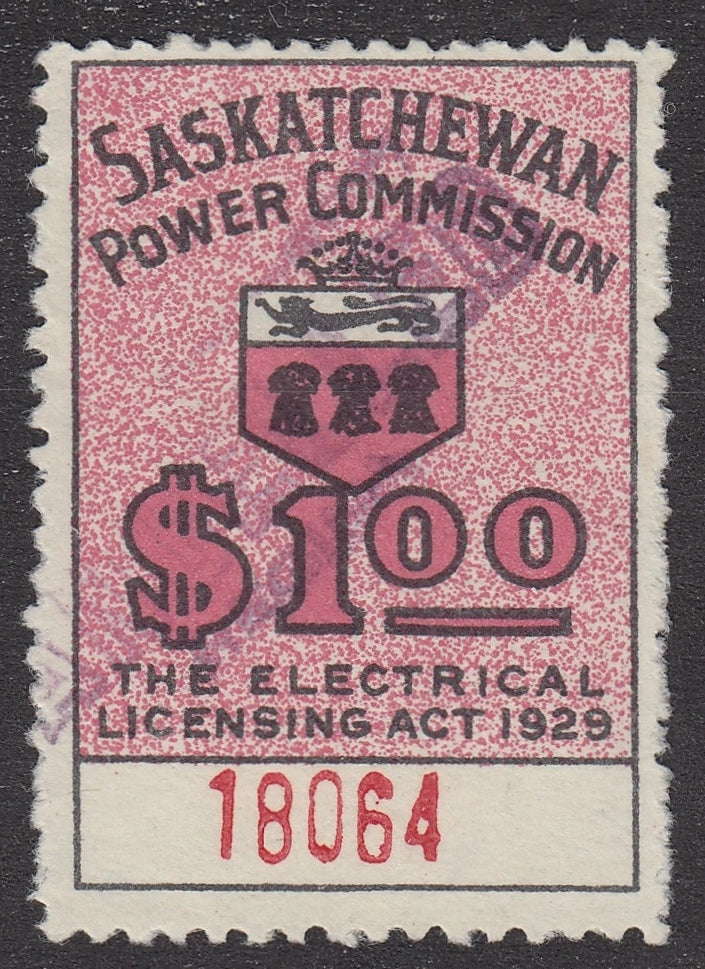 SASKATCHEWAN
POWER COMMISSION
$1.00
THE ELECTRICAL
LICENSING ACT 1929
18064